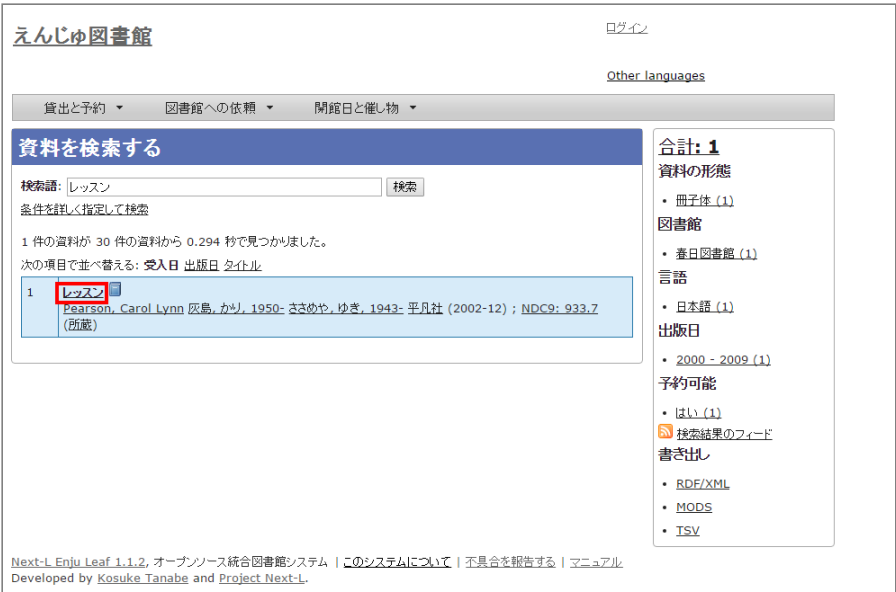 えんじゅ図書館
ログイン
Other languages
貸出と予約 ▼ 図書館への依頼 ▼ 開館日と催し物 ▼
資料を検索する
検索語: レッスン 検索
条件を詳しく指定して検索
1 件の資料が 30 件の資料から 0.294 秒で見つかりました。
次の項目で並べ替える: 受入日 出版日 タイトル
1 レッスン
Pearson, Carol Lynn 灰島, かり, 1950- ささめや, ゆき, 1943- 平凡社 (2002-12) ; NDC9: 933.7
(所蔵)
合計: 1
資料の形態
• 冊子体 (1)
図書館
• 春日図書館 (1)
言語
• 日本語 (1)
出版日
• 2000 - 2009 (1)
予約可能
• はい (1)
検索結果のフィード
書き出し
• RDF/XML
• MODS
• TSV
Next-L Enju Leaf 1.1.2, オープンソース統合図書館システム | このシステムについて | 不具合を報告する | マニュアル
Developed by Kosuke Tanabe and Project Next-L.